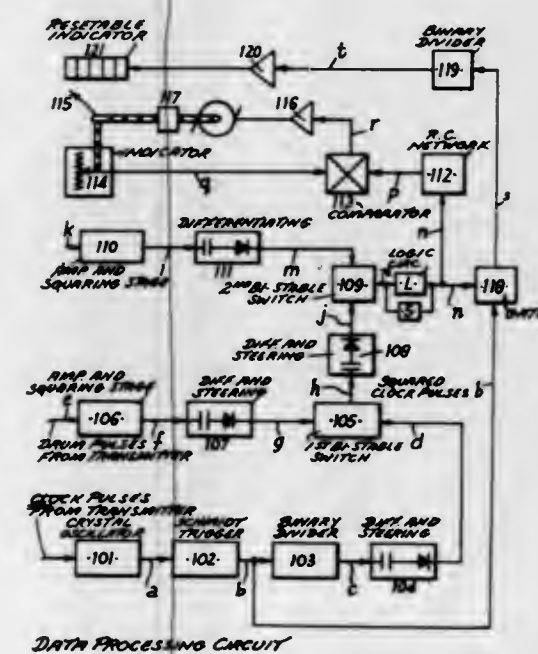 RESETABLE
INDICATOR
121
120
t
BINARY
DIVIDER
119
115
117
116
r
s
INDICATOR
114
q
113
COMPARATOR
p
R.C.
NETWORK
112
n
k
110
AMP AND
SQUARING STAGE
DIFFERENTIATING
111
m
2ND BI-STABLE
SWITCH
109
LOGIC
L
S
n
118
GATE
j
DIFF. AND
STEERING
108
h
SQUARED
CLOCK PULSES
b
AMP AND
SQUARING STAGE
e
106
DRUM PULSES
FROM TRANSMITTER
f
DIFF AND
STEERING
107
g
105
1ST BI-STABLE
SWITCH
d
CLOCK PULSES
FROM TRANSMITTER
CRYSTAL
OSCILLATOR
101
a
SCHMIDT
TRIGGER
102
b
BINARY
DIVIDER
103
c
DIFF. AND
STEERING
104
DATA PROCESSING CIRCUIT